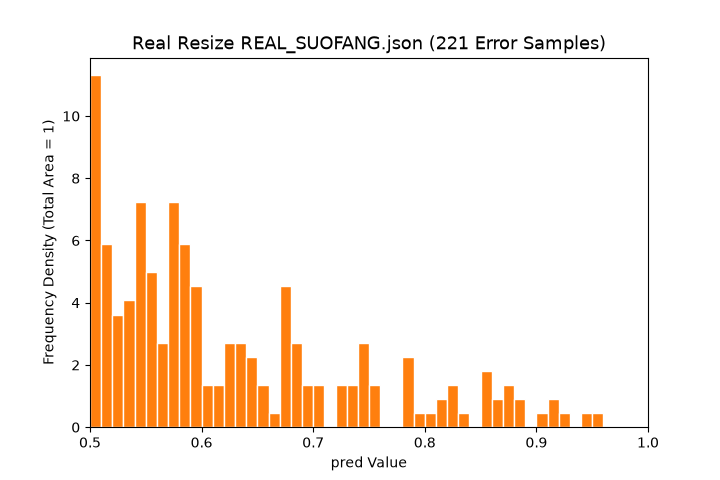 Real Resize REAL_SUOFANG.json (221 Error Samples)
Frequency Density (Total Area = 1)
10
8
6
4
2
0
0.5 0.6 0.7 0.8 0.9 1.0
pred Value